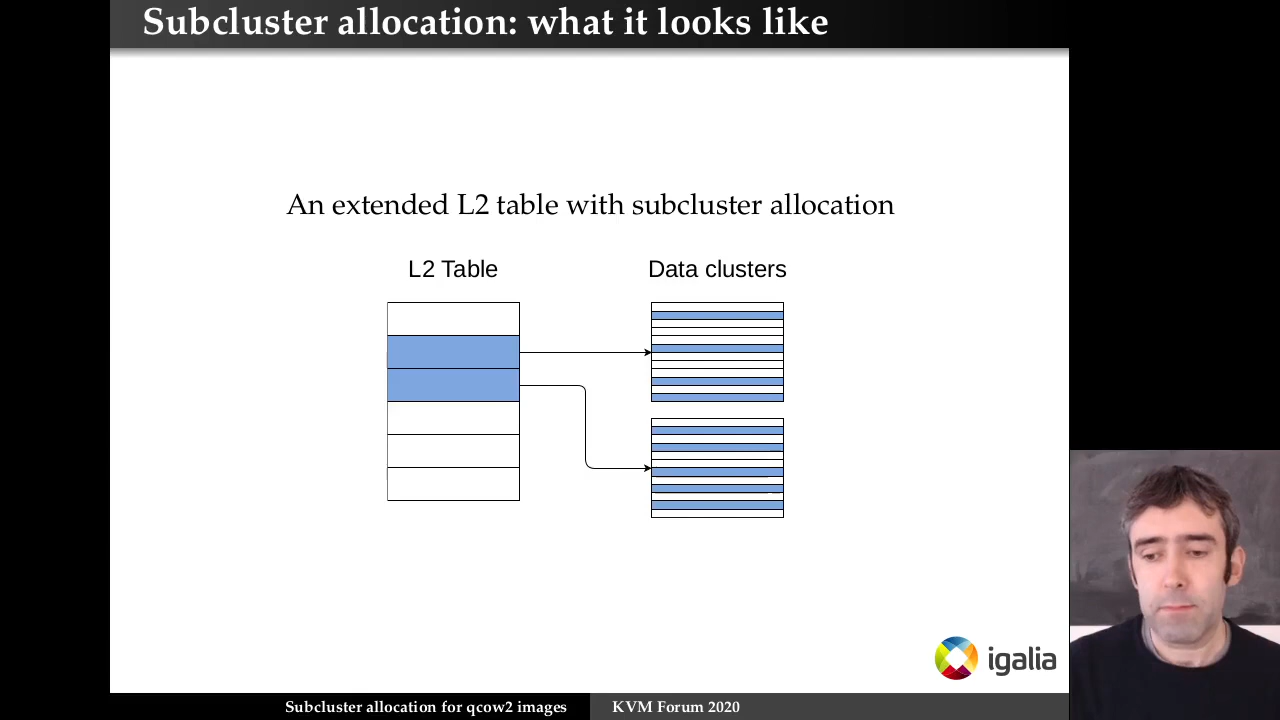 Subcluster allocation: what it looks like
An extended L2 table with subcluster allocation
L2 Table
Data clusters
igalia
Subcluster allocation for qcow2 images
KVM Forum 2020